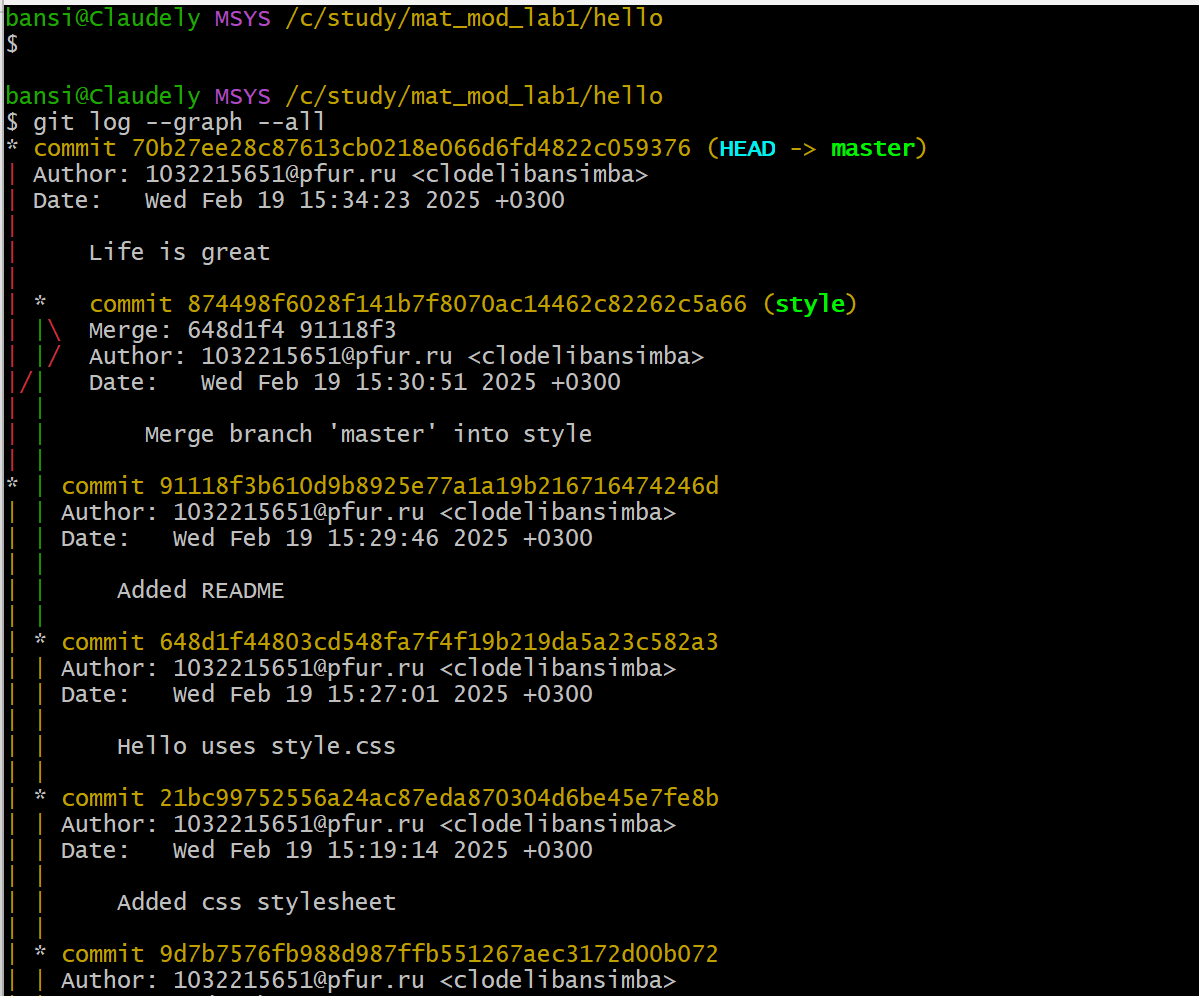 bansi@Claudely MSYS /c/study/mat_mod_lab1/hello
$
bansi@Claudely MSYS /c/study/mat_mod_lab1/hello
$ git log --graph --all
* commit 70b27ee28c87613cb0218e066d6fd4822c059376 (HEAD -> master)
| Author: 1032215651@pfur.ru <clodelibansimba>
| Date:   Wed Feb 19 15:34:23 2025 +0300
|
|     Life is great
|
| *   commit 874498f6028f141b7f8070ac14462c82262c5a66 (style)
| |\  Merge: 648d1f4 91118f3
| |/  Author: 1032215651@pfur.ru <clodelibansimba>
|/|   Date:   Wed Feb 19 15:30:51 2025 +0300
| |
| |       Merge branch 'master' into style
| |
* | commit 91118f3b610d9b8925e77a1a19b216716474246d
| | Author: 1032215651@pfur.ru <clodelibansimba>
| | Date:   Wed Feb 19 15:29:46 2025 +0300
| |
| |     Added README
| |
| * commit 648d1f44803cd548fa7f4f19b219da5a23c582a3
| | Author: 1032215651@pfur.ru <clodelibansimba>
| | Date:   Wed Feb 19 15:27:01 2025 +0300
| |
| |     Hello uses style.css
| |
| * commit 21bc99752556a24ac87eda870304d6be45e7fe8b
| | Author: 1032215651@pfur.ru <clodelibansimba>
| | Date:   Wed Feb 19 15:19:14 2025 +0300
| |
| |     Added css stylesheet
| |
| * commit 9d7b7576fb988d987ffb551267aec3172d00b072
| | Author: 1032215651@pfur.ru <clodelibansimba>